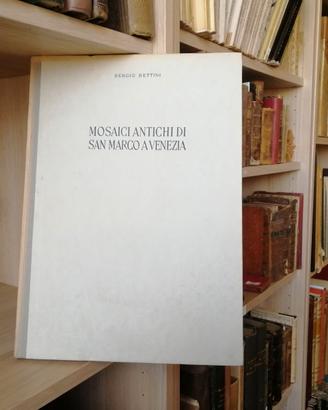 SERGIO BETTINI
MOSAICI ANTICHI DI
SAN MARCO A VENEZIA